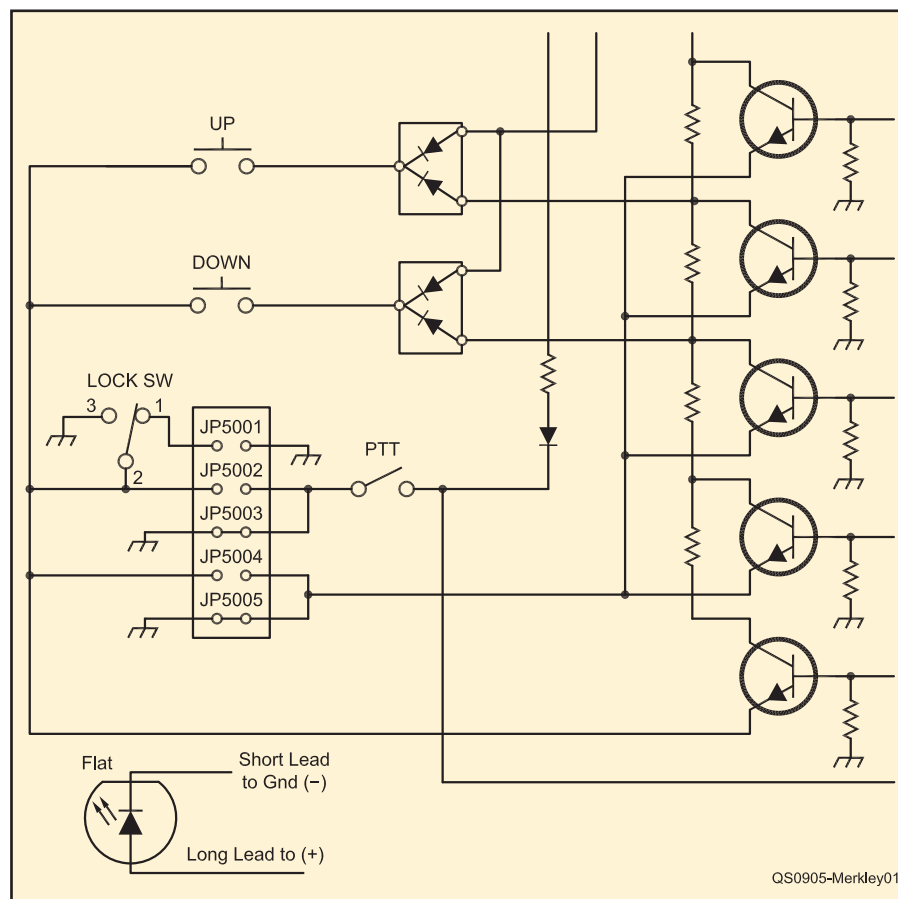 UP
DOWN
LOCK SW
3
1
2
JP5001
JP5002
JP5003
JP5004
JP5005
PTT
Flat
Short Lead
to Gnd (−)
Long Lead to (+)
QS0905-Merkley01